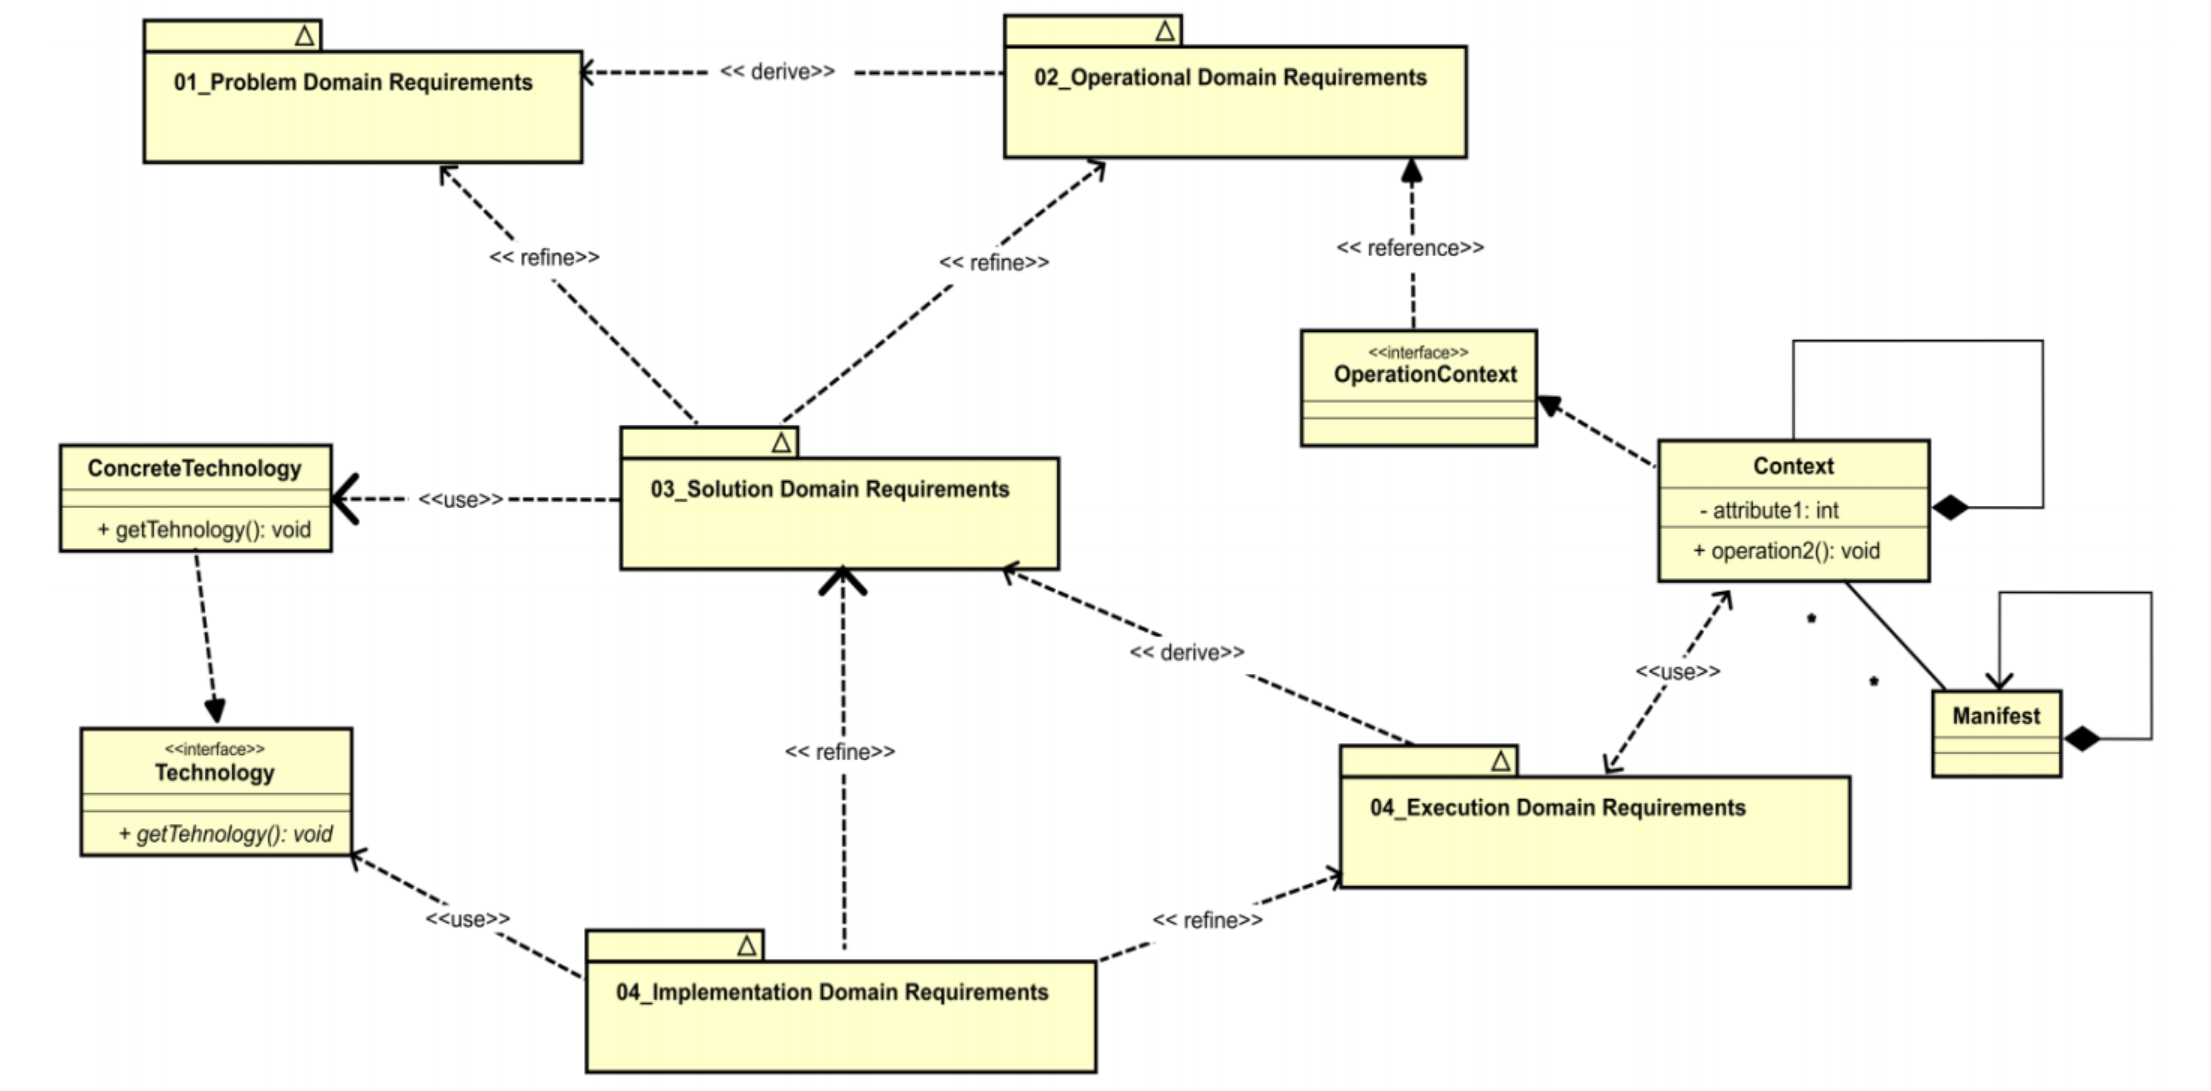 01_Problem Domain Requirements
<< derive>>
02_Operational Domain Requirements
<< refine>>
<< refine>>
<< reference>>
<<interface>>
OperationContext
Context
- attribute1: int
+ operation2(): void
ConcreteTechnology
+ getTehnology(): void
<<use>>
03_Solution Domain Requirements
<< derive>>
<<use>>
*
*
Manifest
<<interface>>
Technology
+ getTehnology(): void
<< refine>>
04_Execution Domain Requirements
<<use>>
<< refine>>
04_Implementation Domain Requirements